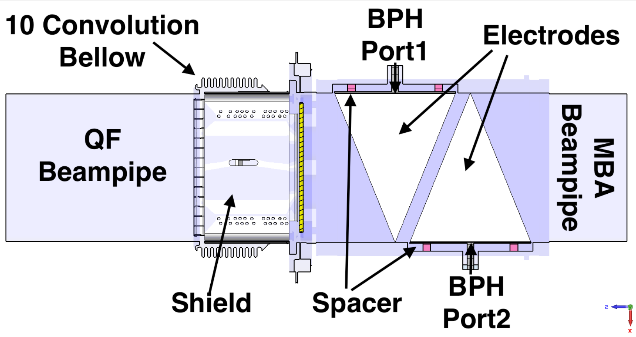 10 Convolution
Bellow
BPH
Port1
Electrodes
QF
Beampipe
MBA
Beampipe
Shield
Spacer
BPH
Port2
z
x